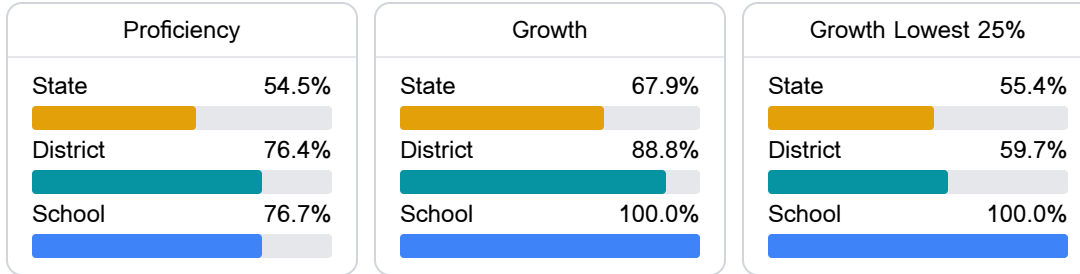 Proficiency
State 54.5%
District 76.4%
School 76.7%
Growth
State 67.9%
District 88.8%
School 100.0%
Growth Lowest 25%
State 55.4%
District 59.7%
School 100.0%